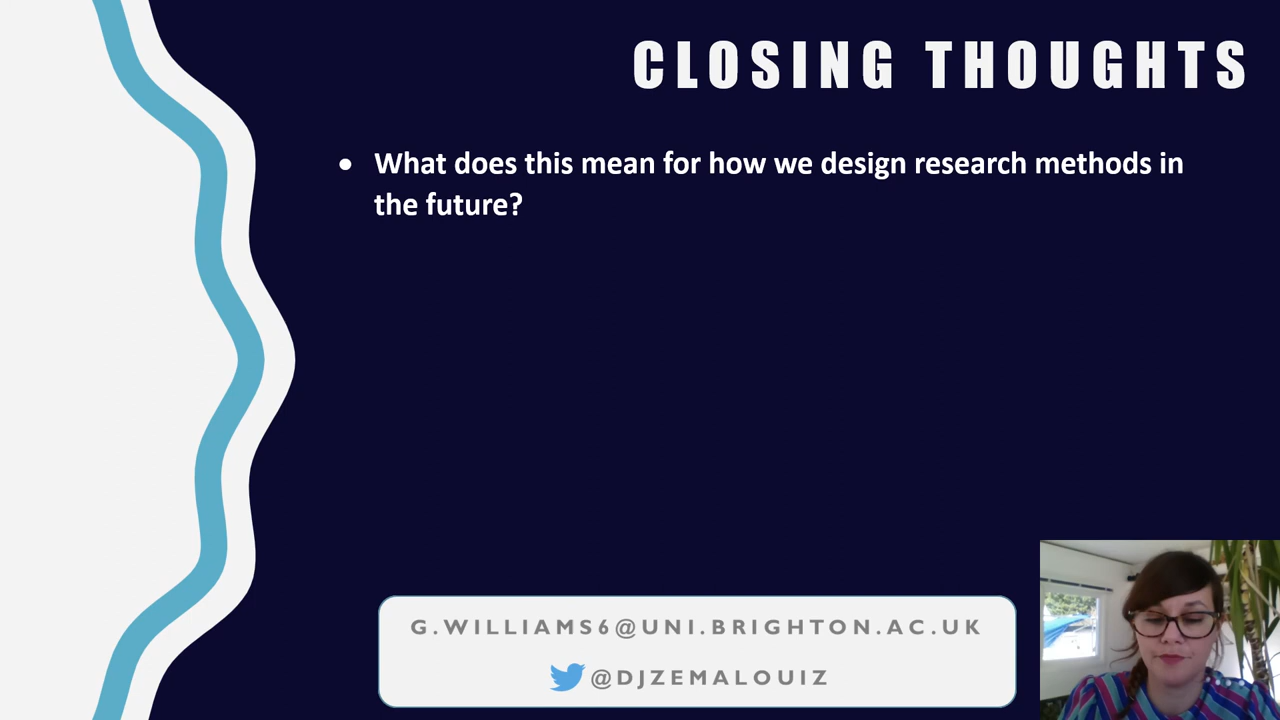 CLOSING THOUGHTS
• What does this mean for how we design research methods in
the future?
G.WILLIAMS6@UNI.BRIGHTON.AC.UK
@DJZEMALOUIZ